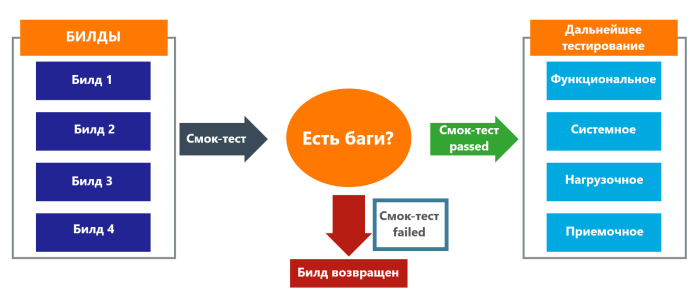 БИЛДЫ
Билд 1
Билд 2
Билд 3
Билд 4
Смок-тест
Есть баги?
Смок-тест
passed
Смок-тест
failed
Билд возвращен
Дальнейшее
тестирование
Функциональное
Системное
Нагрузочное
Приемочное